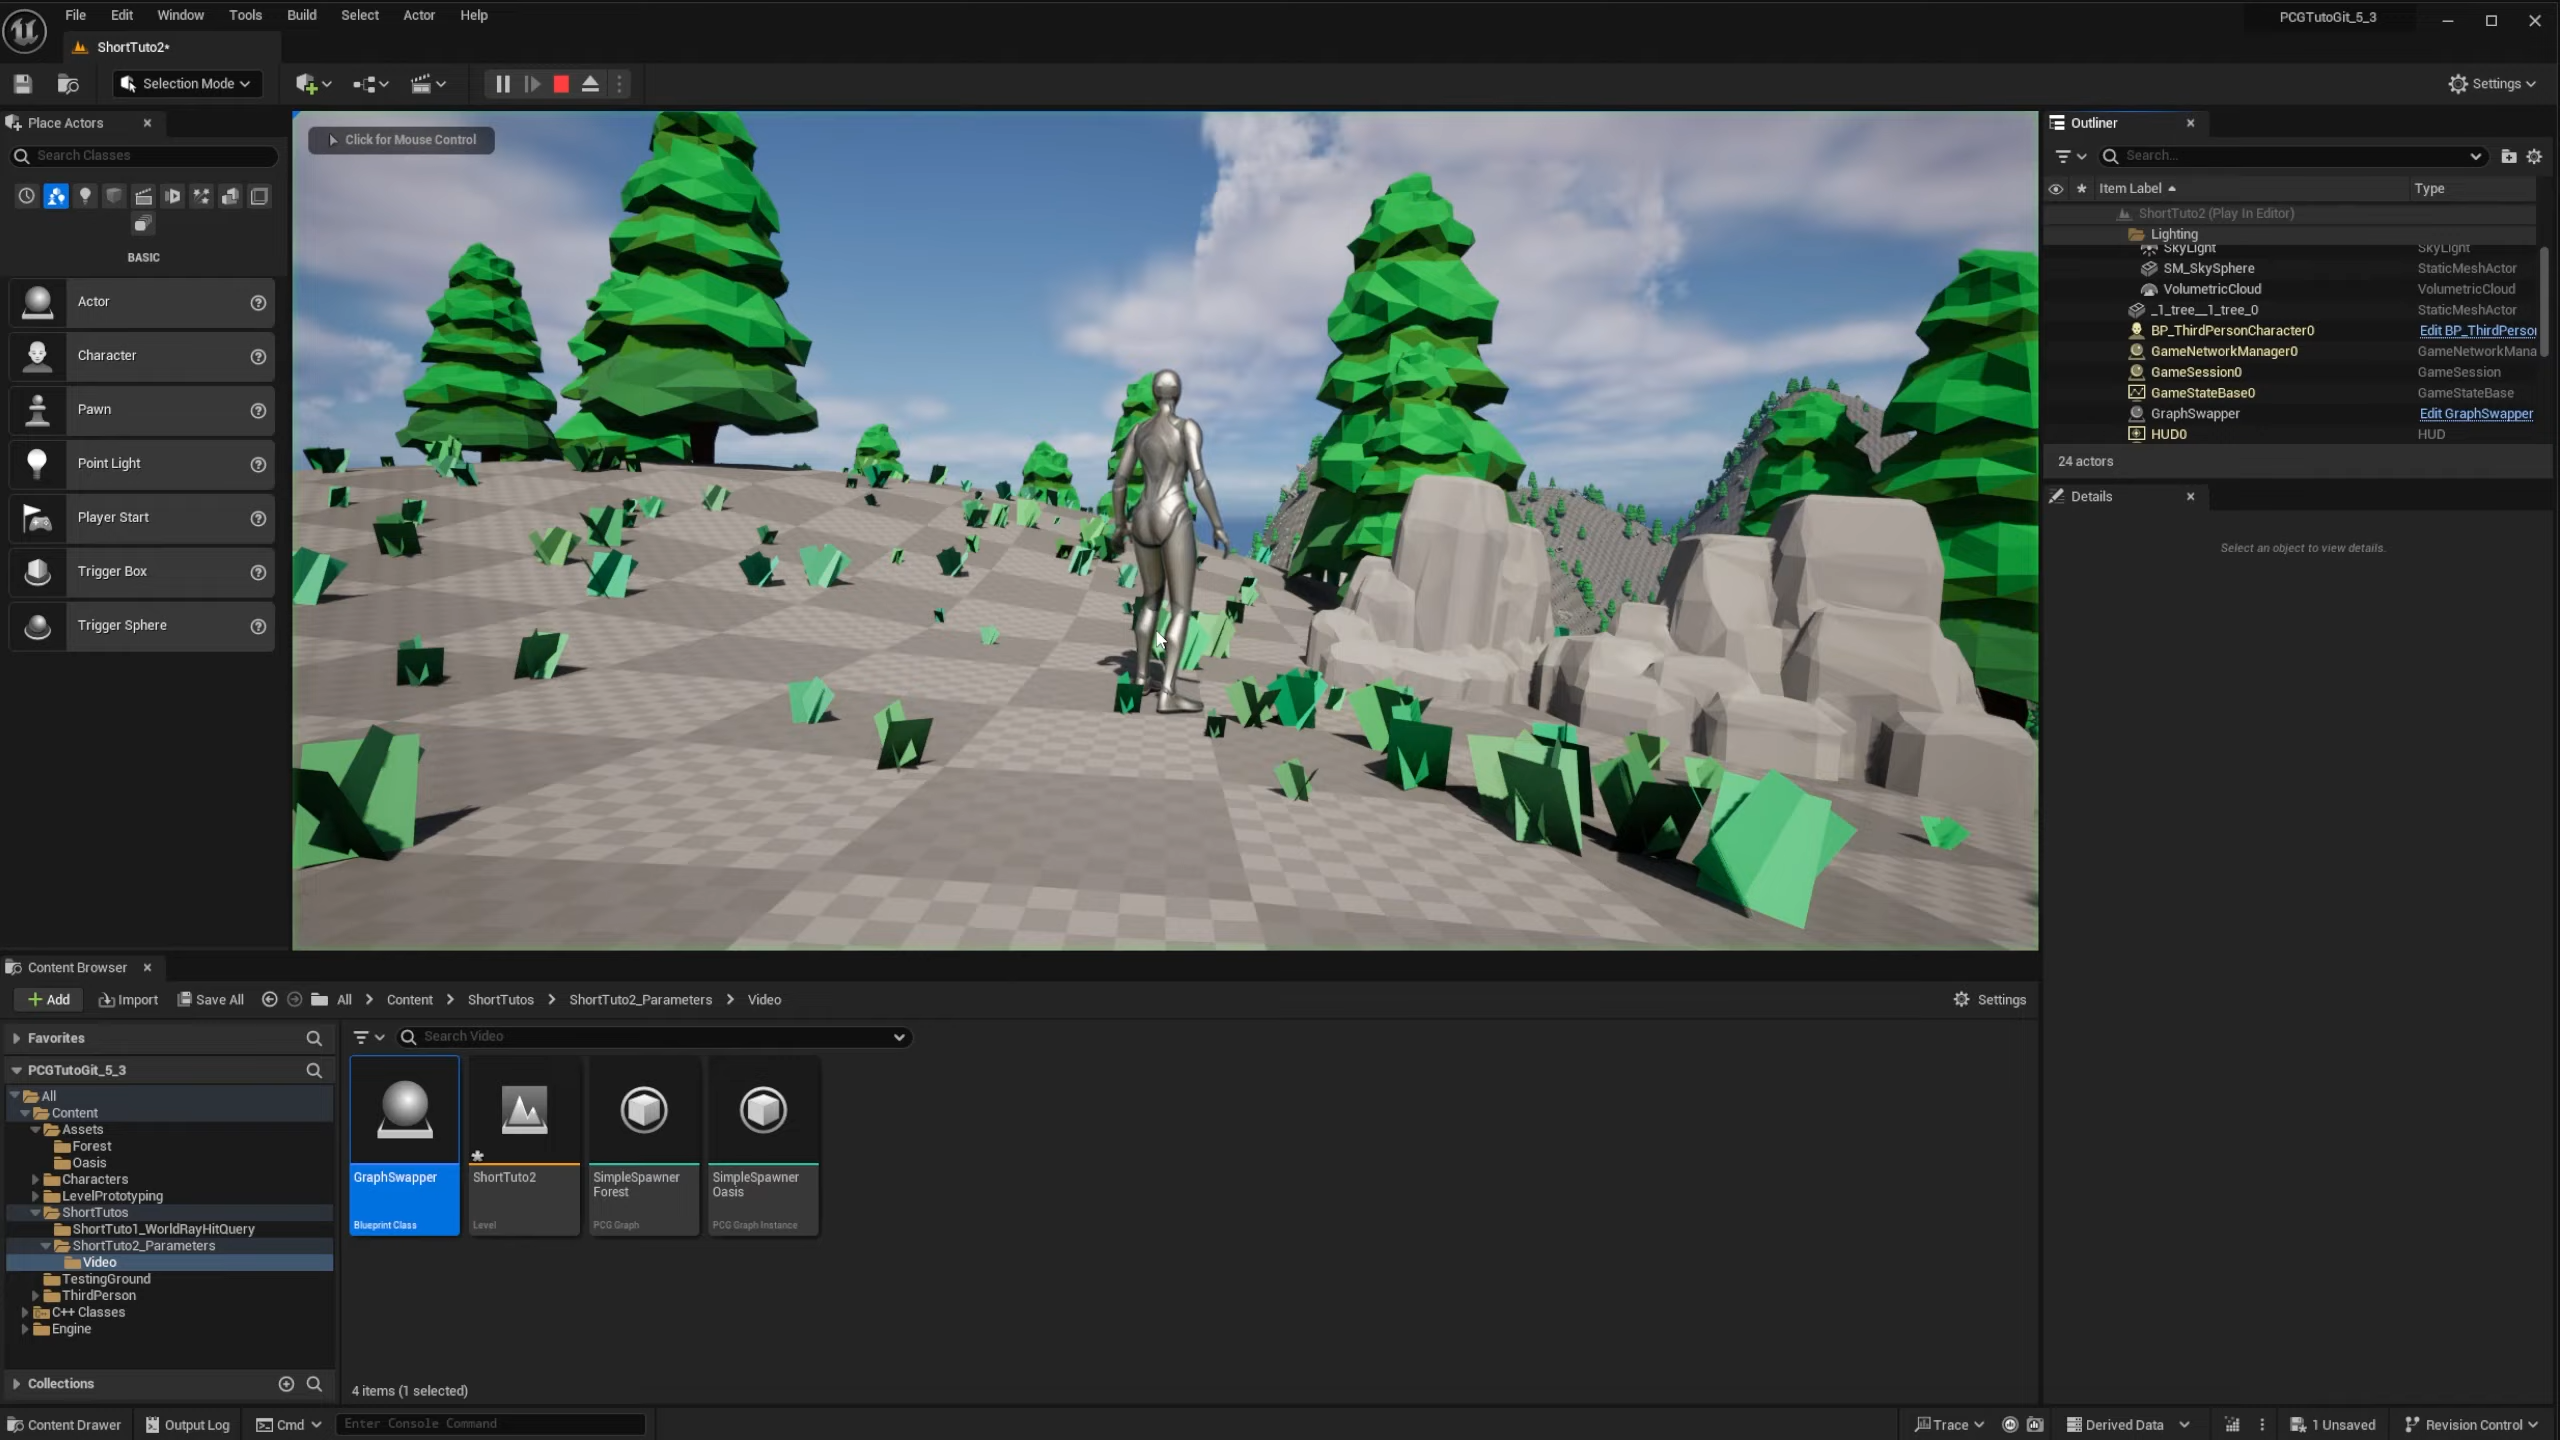 File Edit Window Tools Build Select Actor Help
PCGTutoGit_5_3
ShortTuto2*
Selection Mode
Settings
Place Actors
Search Classes
BASIC
Actor
Character
Pawn
Point Light
Player Start
Trigger Box
Trigger Sphere
Click for Mouse Control
Outliner
Search...
Item Label Type
ShortTuto2 (Play In Editor)
Lighting
SkyLight SkyLight
SM_SkySphere StaticMeshActor
VolumetricCloud VolumetricCloud
_1_tree__1_tree_0 StaticMeshActor
BP_ThirdPersonCharacter0 Edit BP_ThirdPerson
GameNetworkManager0 GameNetworkMana
GameSession0 GameSession
GameStateBase0 GameStateBase
GraphSwapper Edit GraphSwapper
HUD0 HUD
24 actors
Details
Select an object to view details.
Content Browser
Add Import Save All All Content ShortTutos ShortTuto2_Parameters Video Settings
Favorites
PCGTutoGit_5_3
All
Content
Assets
Forest
Oasis
Characters
LevelPrototyping
ShortTutos
ShortTuto1_WorldRayHitQuery
ShortTuto2_Parameters
Video
TestingGround
ThirdPerson
C++ Classes
Engine
Collections
Search Video
GraphSwapper
Blueprint Class
ShortTuto2
Level
SimpleSpawner
Forest
PCG Graph
SimpleSpawner
Oasis
PCG Graph Instance
4 items (1 selected)
Content Drawer Output Log Cmd Enter Console Command Trace Derived Data 1 Unsaved Revision Control